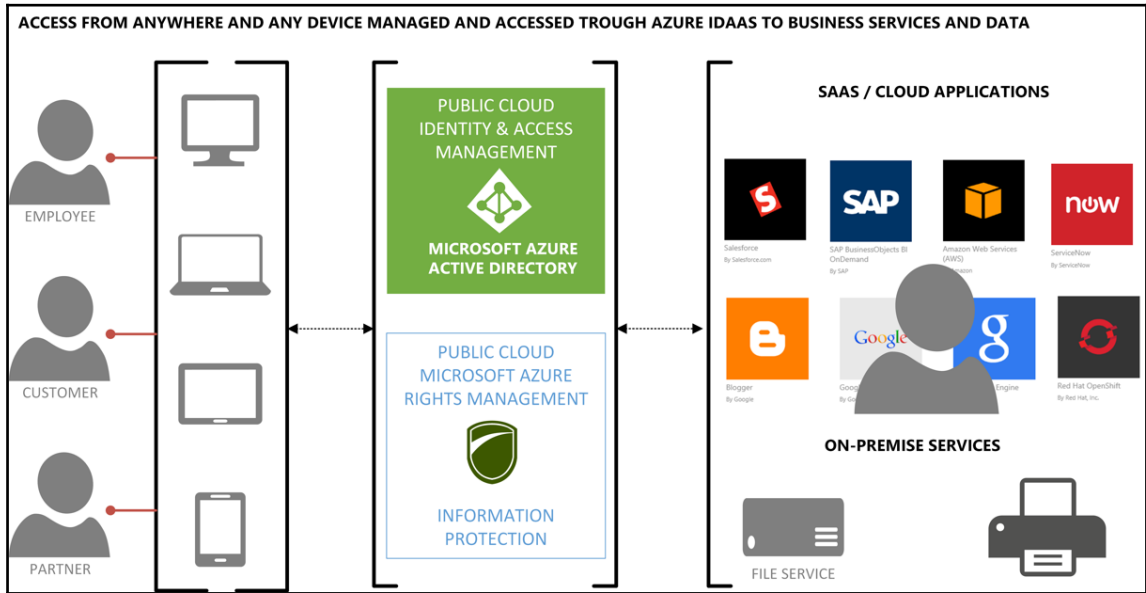 ACCESS FROM ANYWHERE AND ANY DEVICE MANAGED AND ACCESSED TROUGH AZURE IDAAS TO BUSINESS SERVICES AND DATA
EMPLOYEE
CUSTOMER
PARTNER
PUBLIC CLOUD
IDENTITY & ACCESS
MANAGEMENT
MICROSOFT AZURE
ACTIVE DIRECTORY
PUBLIC CLOUD
MICROSOFT AZURE
RIGHTS MANAGEMENT
INFORMATION
PROTECTION
SAAS / CLOUD APPLICATIONS
S
SAP
now
Salesforce
By Salesforce.com
SAP BusinessObjects BI
OnDemand
By SAP
Amazon Web Services
(AWS)
ServiceNow
By ServiceNow
Google
g
Blogger
By Google
Engine
Red Hat OpenShift
By Red Hat, Inc.
ON-PREMISE SERVICES
FILE SERVICE